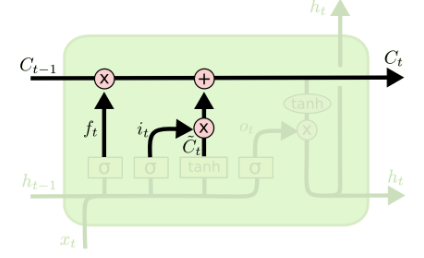 h_t
C_{t-1} × + C_t
tanh
f_t i_t × o_t ×
C̃_t
σ σ tanh σ
h_{t-1} h_t
x_t